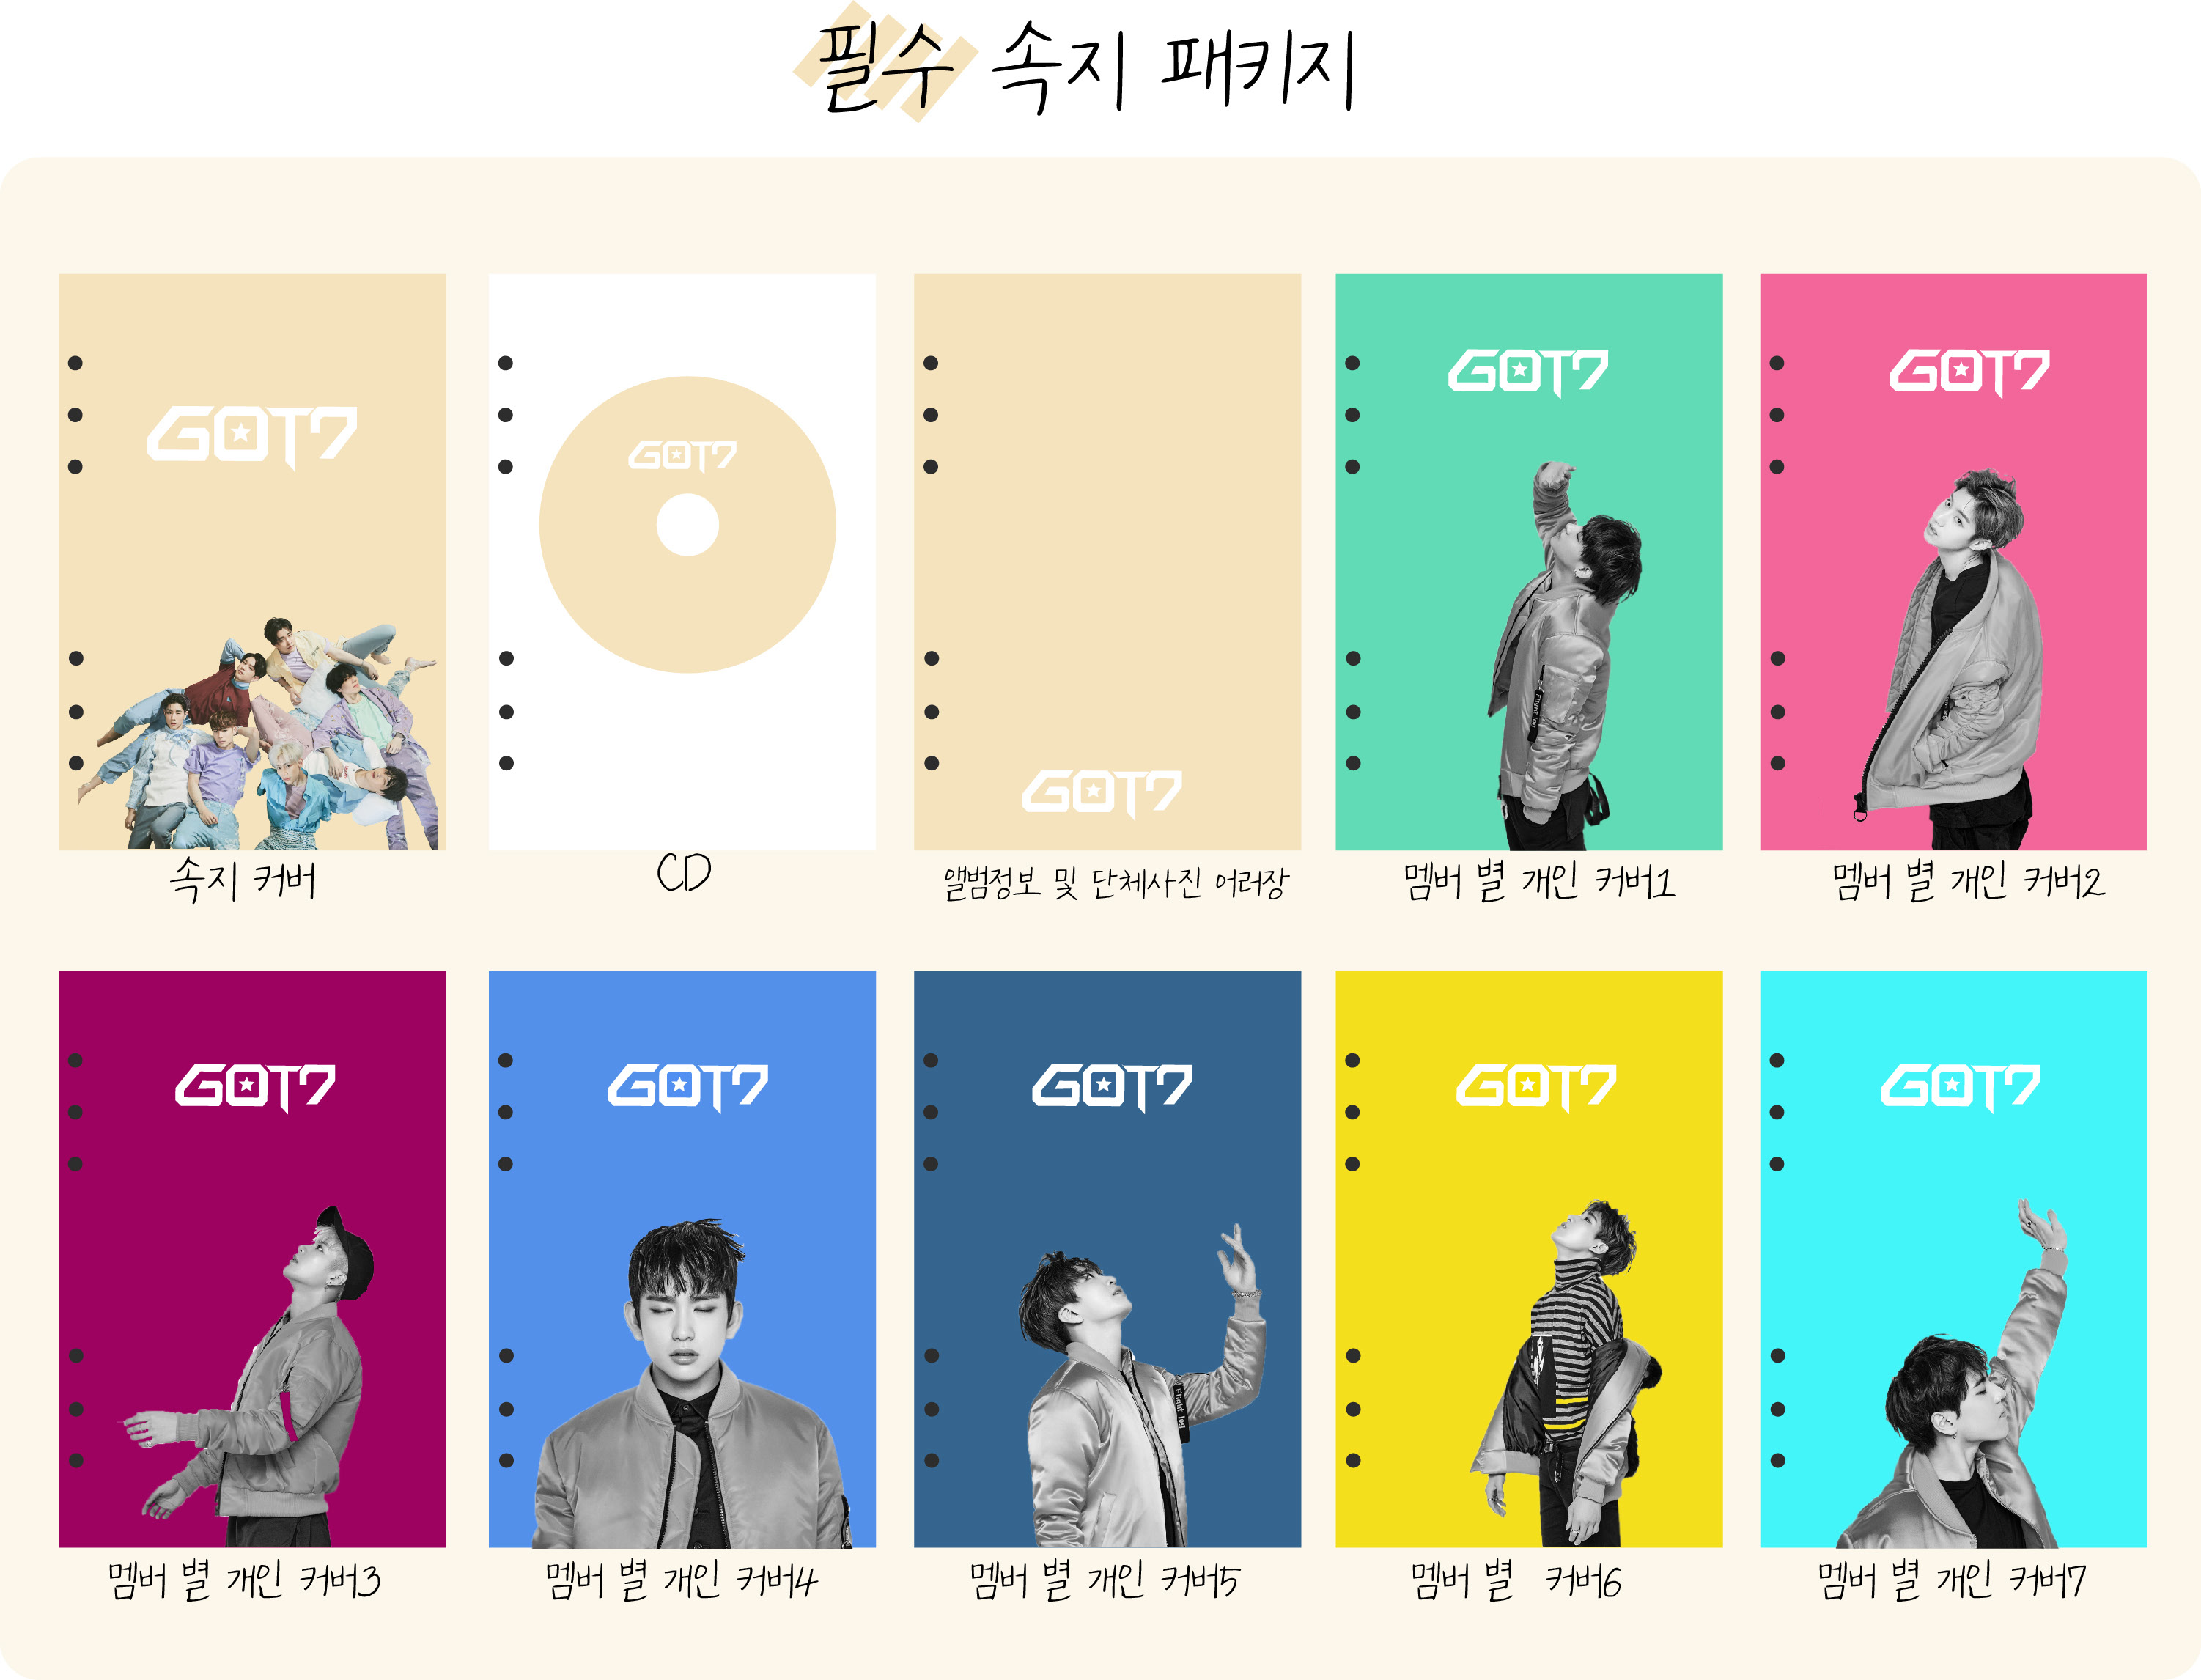 필수 속지 패키지
GOT7
GOT7
GOT7
GOT7
GOT7
속지 커버
CD
앨범정보 및 단체사진 여러장
멤버 별 개인 커버1
멤버 별 개인 커버2
GOT7
GOT7
GOT7
GOT7
GOT7
Flight log
멤버 별 개인 커버3
멤버 별 개인 커버4
멤버 별 개인 커버5
멤버 별 커버6
멤버 별 개인 커버7